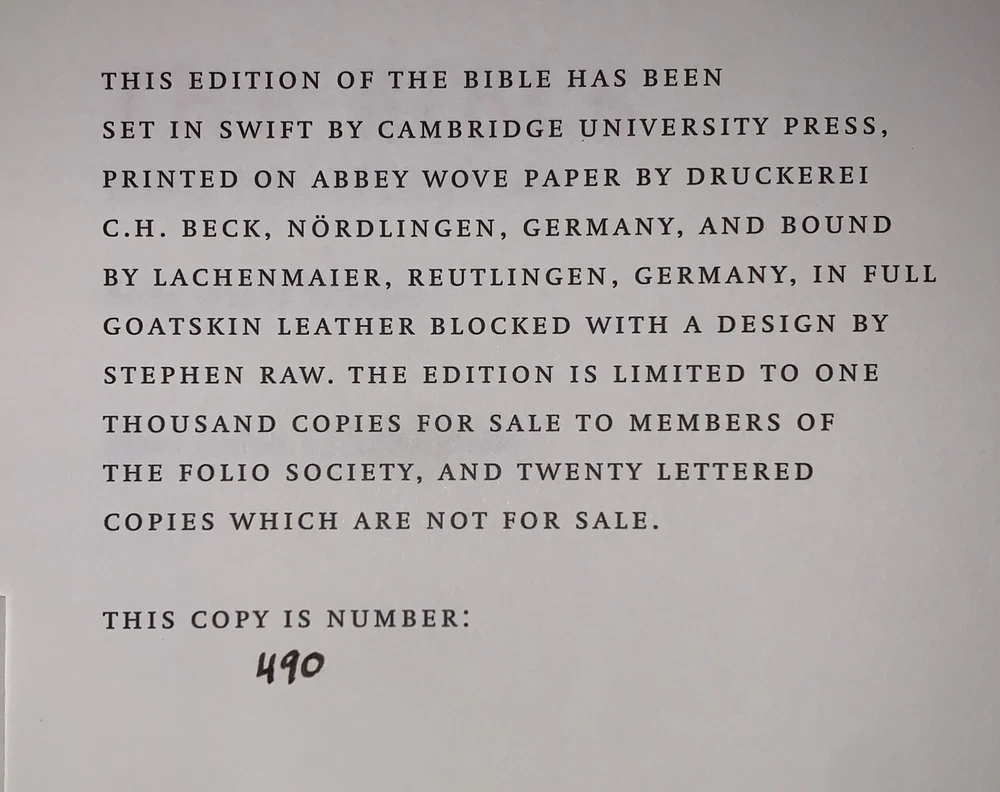 THIS EDITION OF THE BIBLE HAS BEEN
SET IN SWIFT BY CAMBRIDGE UNIVERSITY PRESS,
PRINTED ON ABBEY WOVE PAPER BY DRUCKEREI
C.H. BECK, NÖRDLINGEN, GERMANY, AND BOUND
BY LACHENMAIER, REUTLINGEN, GERMANY, IN FULL
GOATSKIN LEATHER BLOCKED WITH A DESIGN BY
STEPHEN RAW. THE EDITION IS LIMITED TO ONE
THOUSAND COPIES FOR SALE TO MEMBERS OF
THE FOLIO SOCIETY, AND TWENTY LETTERED
COPIES WHICH ARE NOT FOR SALE.
THIS COPY IS NUMBER:
490